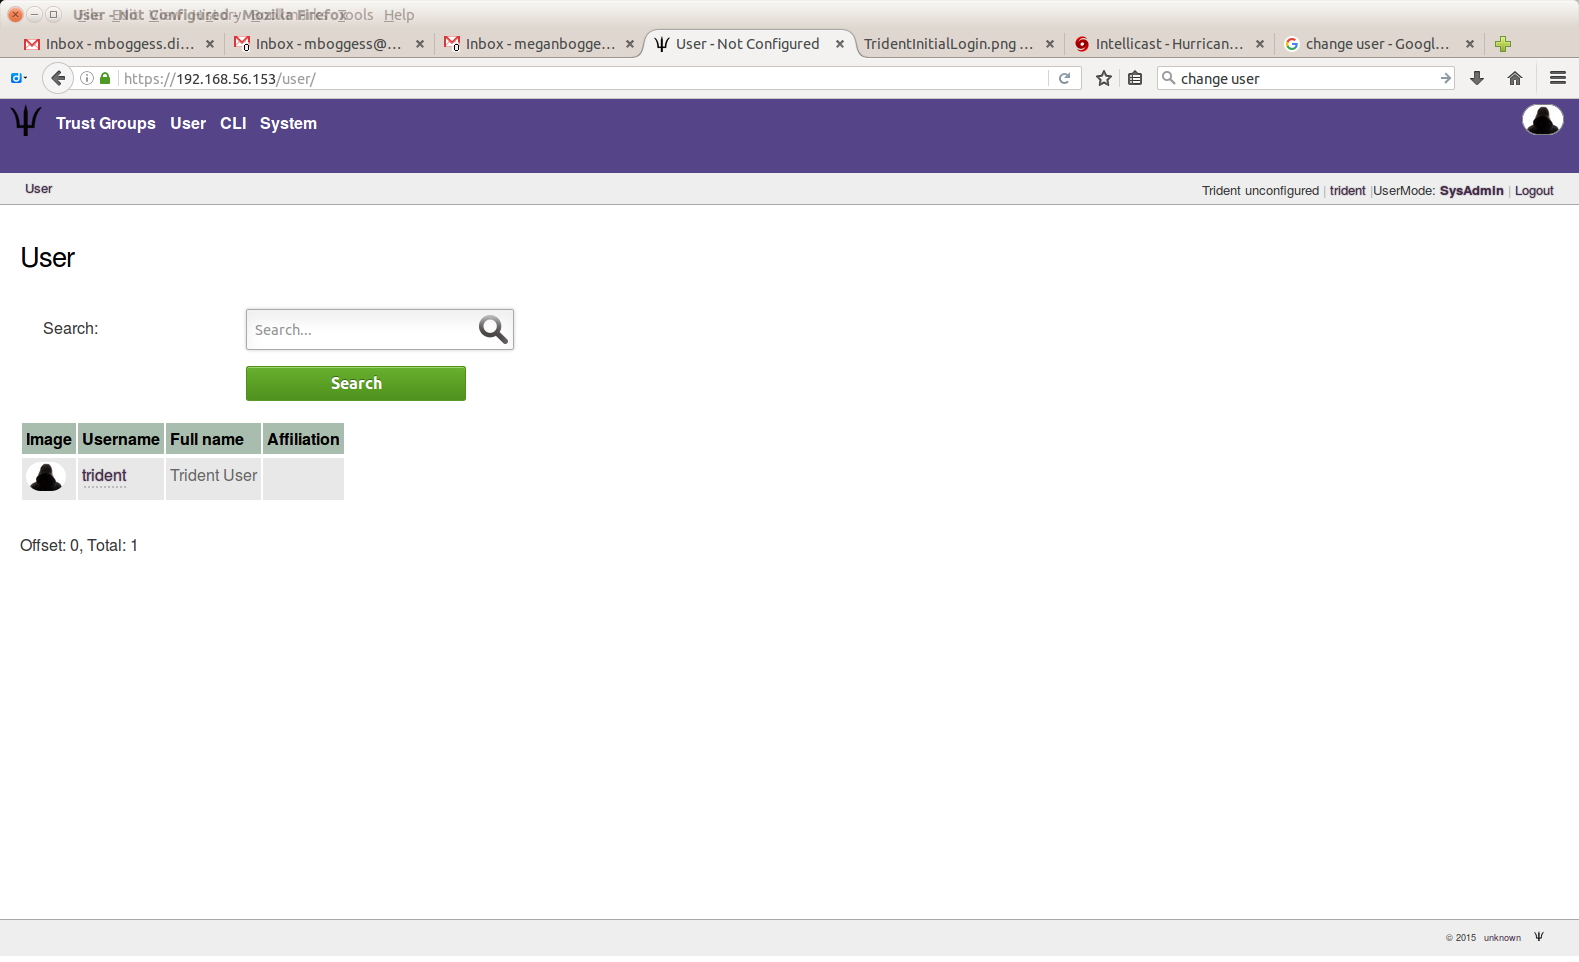 User - Not Configured - Mozilla Firefox Tools Help
Inbox - mboggess.di... Inbox - mboggess@... Inbox - meganbogge... User - Not Configured TridentInitialLogin.png ... Intellicast - Hurrican... change user - Googl...
https://192.168.56.153/user/ change user
Trust Groups User CLI System
User Trident unconfigured | trident |UserMode: SysAdmin | Logout
User
Search: Search...
Search
Image Username Full name Affiliation
trident Trident User
Offset: 0, Total: 1
© 2015 unknown